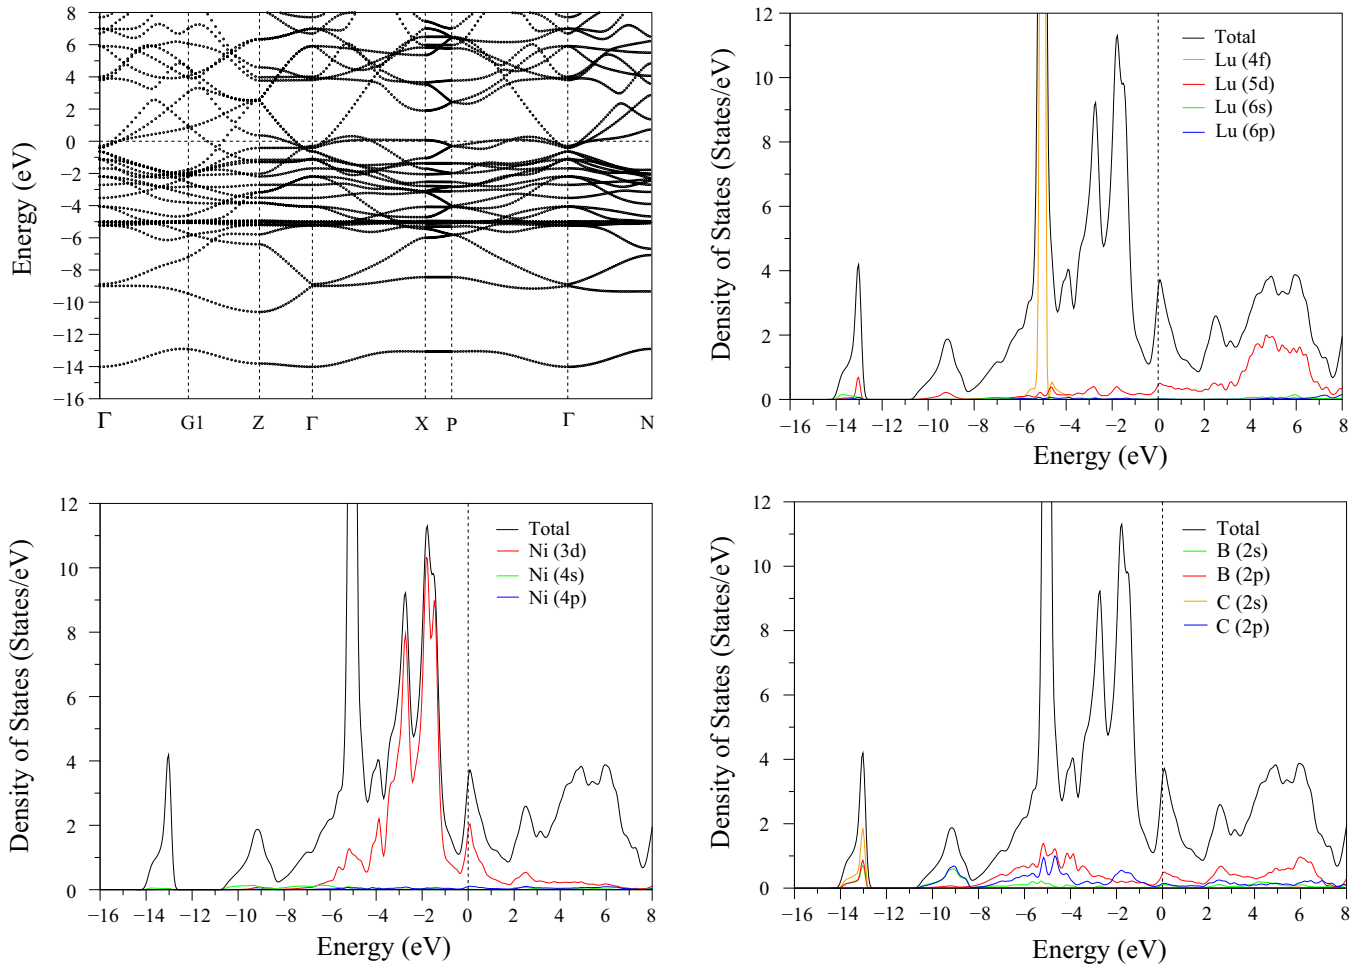 8
6
4
2
0
−2
−4
−6
−8
−10
−12
−14
−16
Energy (eV)
Γ G1 Z Γ X P Γ N
12
10
8
6
4
2
0
Density of States (States/eV)
Total
Lu (4f)
Lu (5d)
Lu (6s)
Lu (6p)
−16 −14 −12 −10 −8 −6 −4 −2 0 2 4 6 8
Energy (eV)
12
10
8
6
4
2
0
Density of States (States/eV)
Total
Ni (3d)
Ni (4s)
Ni (4p)
−16 −14 −12 −10 −8 −6 −4 −2 0 2 4 6 8
Energy (eV)
12
10
8
6
4
2
0
Density of States (States/eV)
Total
B (2s)
B (2p)
C (2s)
C (2p)
−16 −14 −12 −10 −8 −6 −4 −2 0 2 4 6 8
Energy (eV)